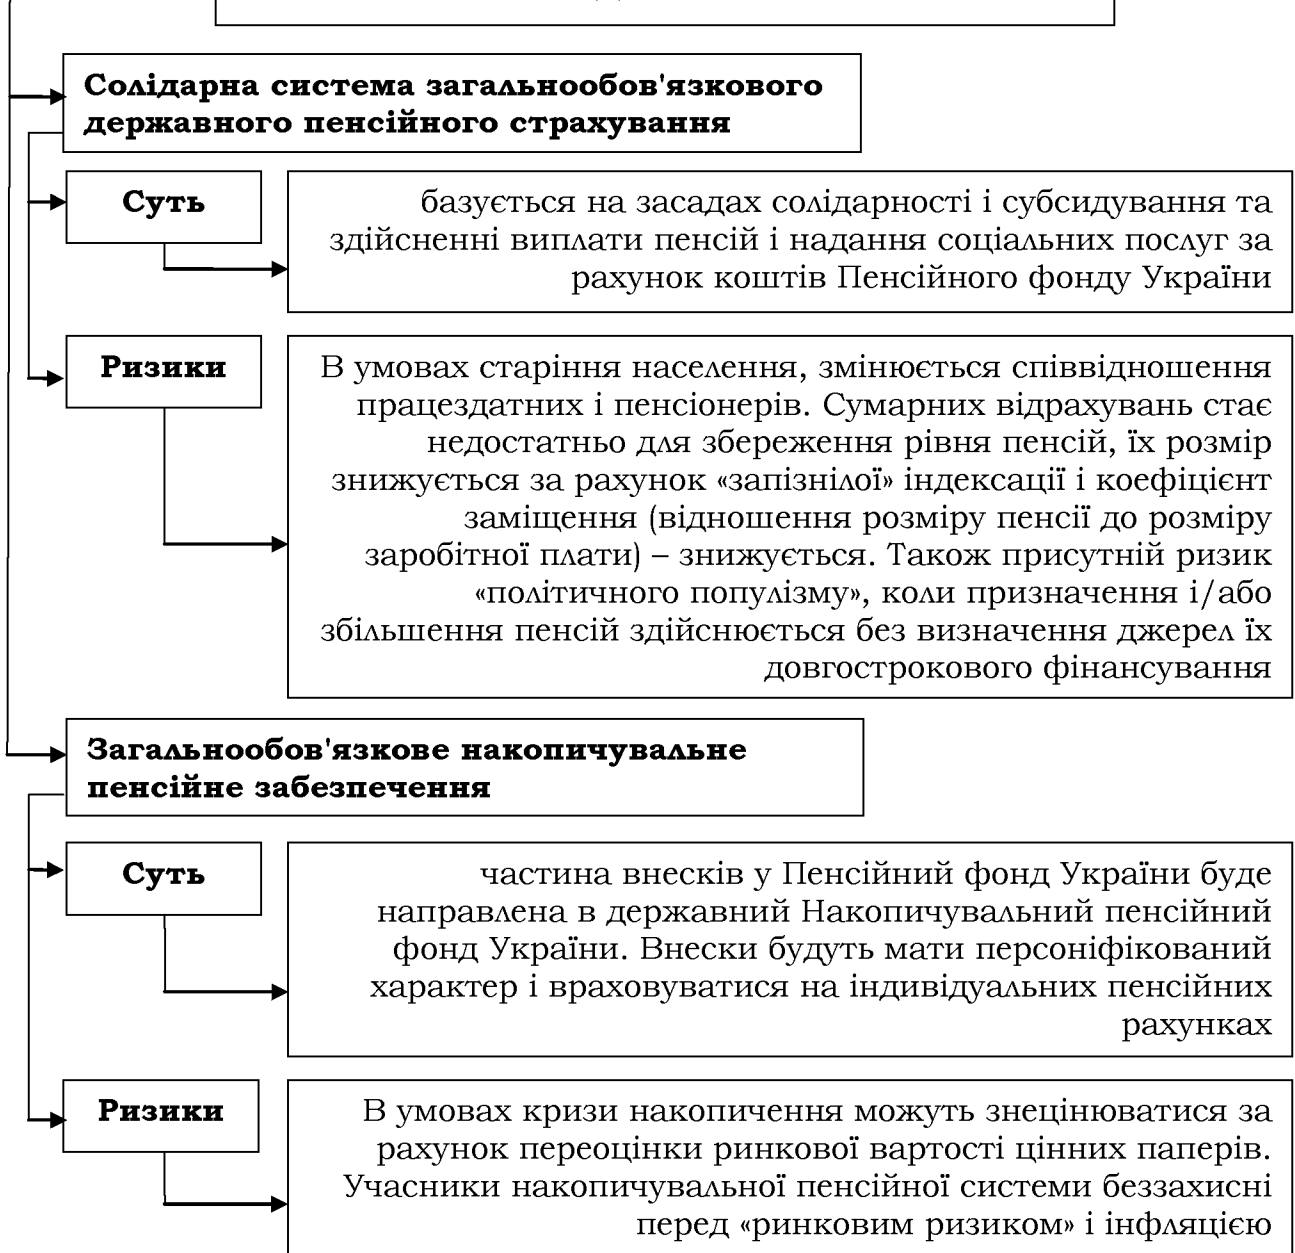 Солідарна система загальнообов'язкового
державного пенсійного страхування
Суть
базується на засадах солідарності і субсидування та
здійсненні виплати пенсій і надання соціальних послуг за
рахунок коштів Пенсійного фонду України
Ризики
В умовах старіння населення, змінюється співвідношення
працездатних і пенсіонерів. Сумарних відрахувань стає
недостатньо для збереження рівня пенсій, їх розмір
знижується за рахунок «запізнілої» індексації і коефіцієнт
заміщення (відношення розміру пенсії до розміру
заробітної плати) – знижується. Також присутній ризик
«політичного популізму», коли призначення і/або
збільшення пенсій здійснюється без визначення джерел їх
довгострокового фінансування
Загальнообов'язкове накопичувальне
пенсійне забезпечення
Суть
частина внесків у Пенсійний фонд України буде
направлена в державний Накопичувальний пенсійний
фонд України. Внески будуть мати персоніфікований
характер і враховуватися на індивідуальних пенсійних
рахунках
Ризики
В умовах кризи накопичення можуть знецінюватися за
рахунок переоцінки ринкової вартості цінних паперів.
Учасники накопичувальної пенсійної системи беззахисні
перед «ринковим ризиком» і інфляцією